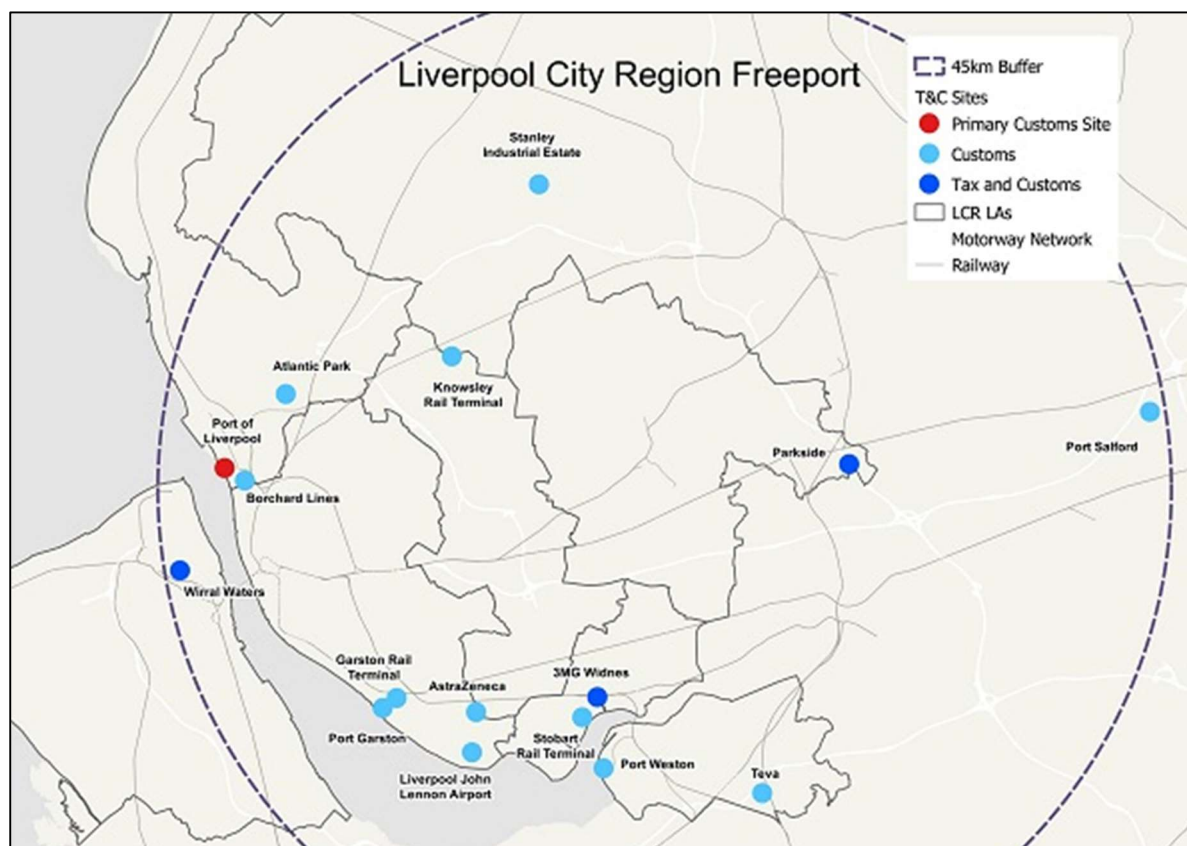 Liverpool City Region Freeport
45km Buffer
T&C Sites
Primary Customs Site
Customs
Tax and Customs
LCR LAs
Motorway Network
Railway
Stanley
Industrial Estate
Atlantic Park
Knowsley
Rail Terminal
Port of
Liverpool
Borchard Lines
Parkside
Port Salford
Wirral Waters
Garston Rail
Terminal
AstraZeneca
3MG Widnes
Port Garston
Stobart
Rail Terminal
Liverpool John
Lennon Airport
Port Weston
Teva